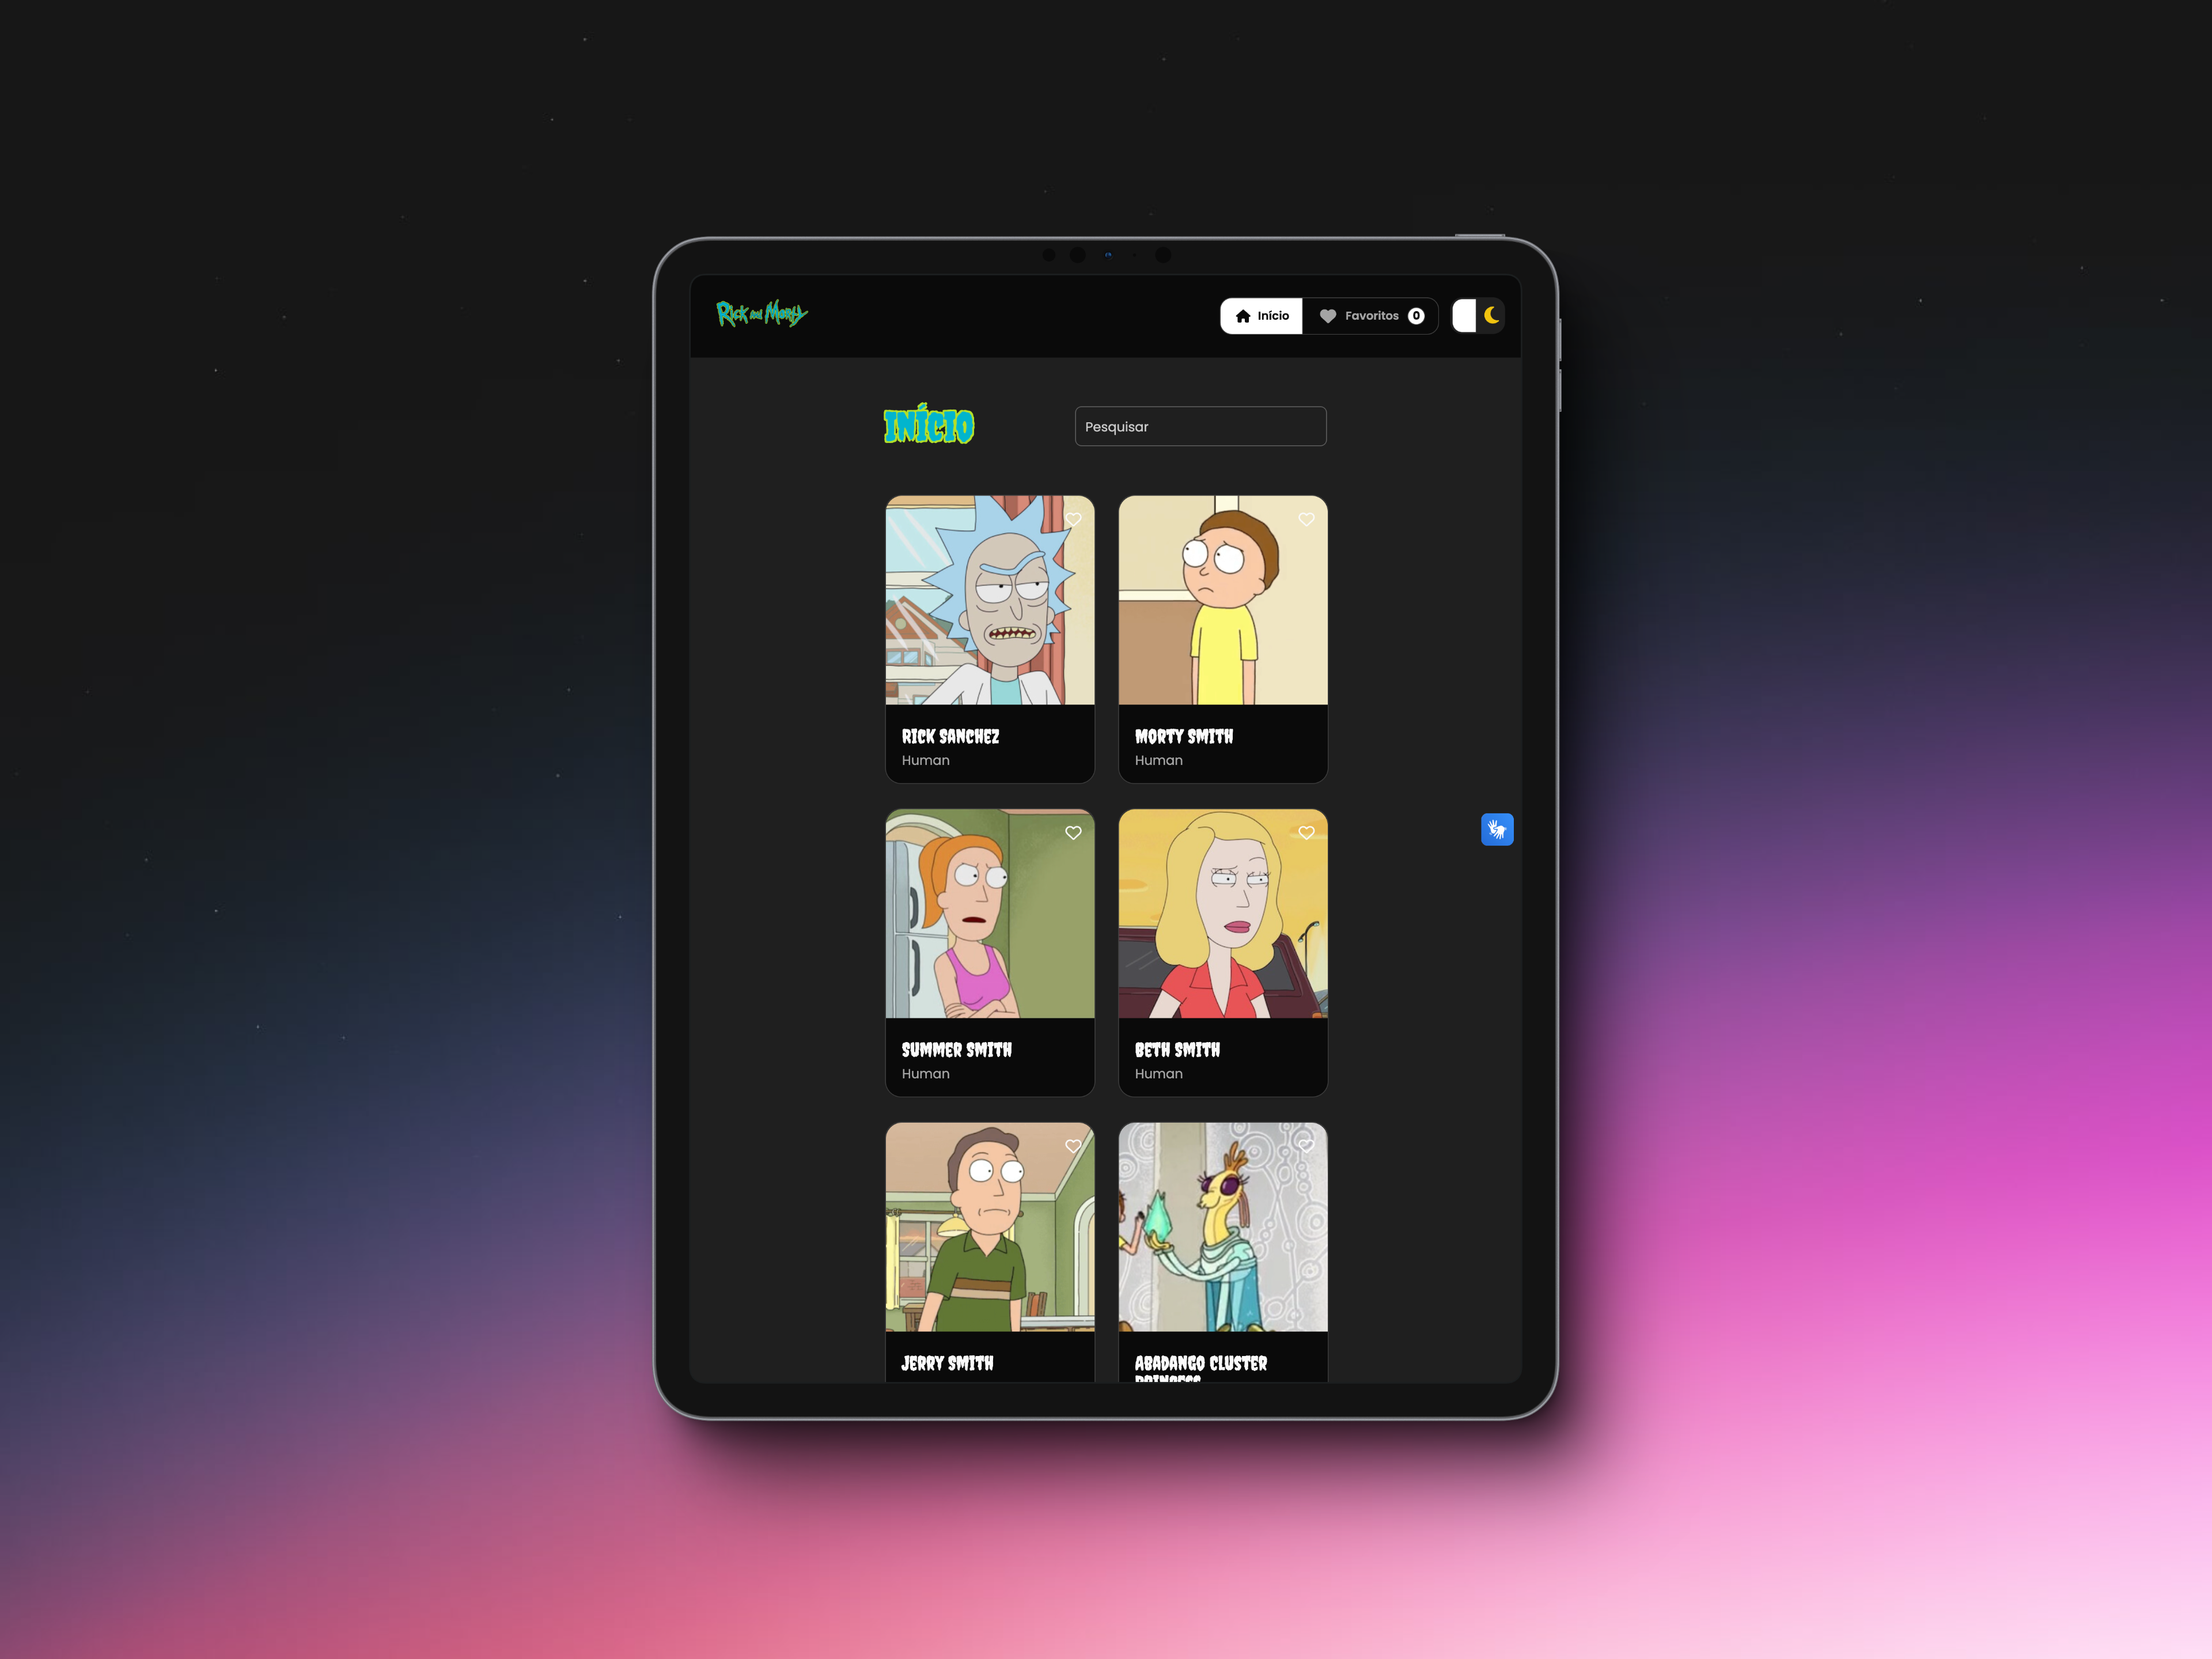 Rick and Morty
Início
Favoritos 0
INÍCIO
Pesquisar
RICK SANCHEZ
Human
MORTY SMITH
Human
SUMMER SMITH
Human
BETH SMITH
Human
JERRY SMITH
ABADANGO CLUSTER
PRINCESS